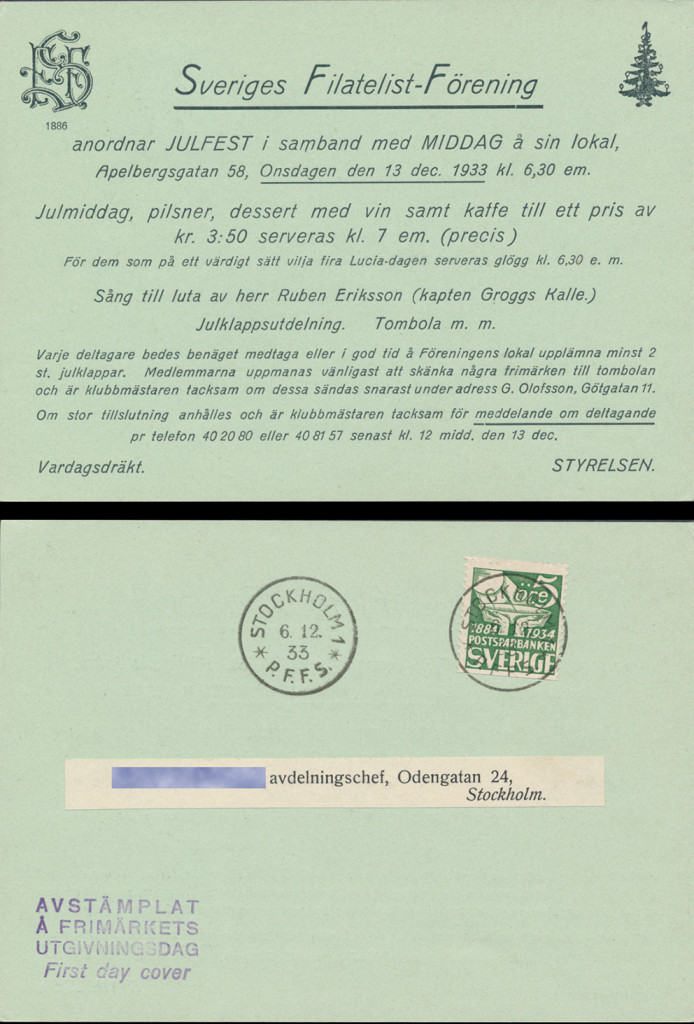 SFF
1886
Sveriges Filatelist-Förening
anordnar JULFEST i samband med MIDDAG å sin lokal,
Apelbergsgatan 58, Onsdagen den 13 dec. 1933 kl. 6,30 em.
Julmiddag, pilsner, dessert med vin samt kaffe till ett pris av
kr. 3:50 serveras kl. 7 em. (precis)
För dem som på ett värdigt sätt vilja fira Lucia-dagen serveras glögg kl. 6,30 e. m.
Sång till luta av herr Ruben Eriksson (kapten Groggs Kalle.)
Julklappsutdelning. Tombola m. m.
Varje deltagare bedes benäget medtaga eller i god tid å Föreningens lokal upplämna minst 2
st. julklappar. Medlemmarna uppmanas vänligast att skänka några frimärken till tombolan
och är klubbmästaren tacksam om dessa sändas snarast under adress G. Olofsson, Götgatan 11.
Om stor tillslutning anhålles och är klubbmästaren tacksam för meddelande om deltagande
pr telefon 40 20 80 eller 40 81 57 senast kl. 12 midd. den 13 dec.
Vardagsdräkt. STYRELSEN.
STOCKHOLM 1
6. 12.
33
* P.F.F.S. *
5
öre
STOCKHOLM
1884 1934
POSTSPARBANKEN
SVERIGE
avdelningschef, Odengatan 24,
Stockholm.
AVSTÄMPLAT
Å FRIMÄRKETS
UTGIVNINGSDAG
First day cover